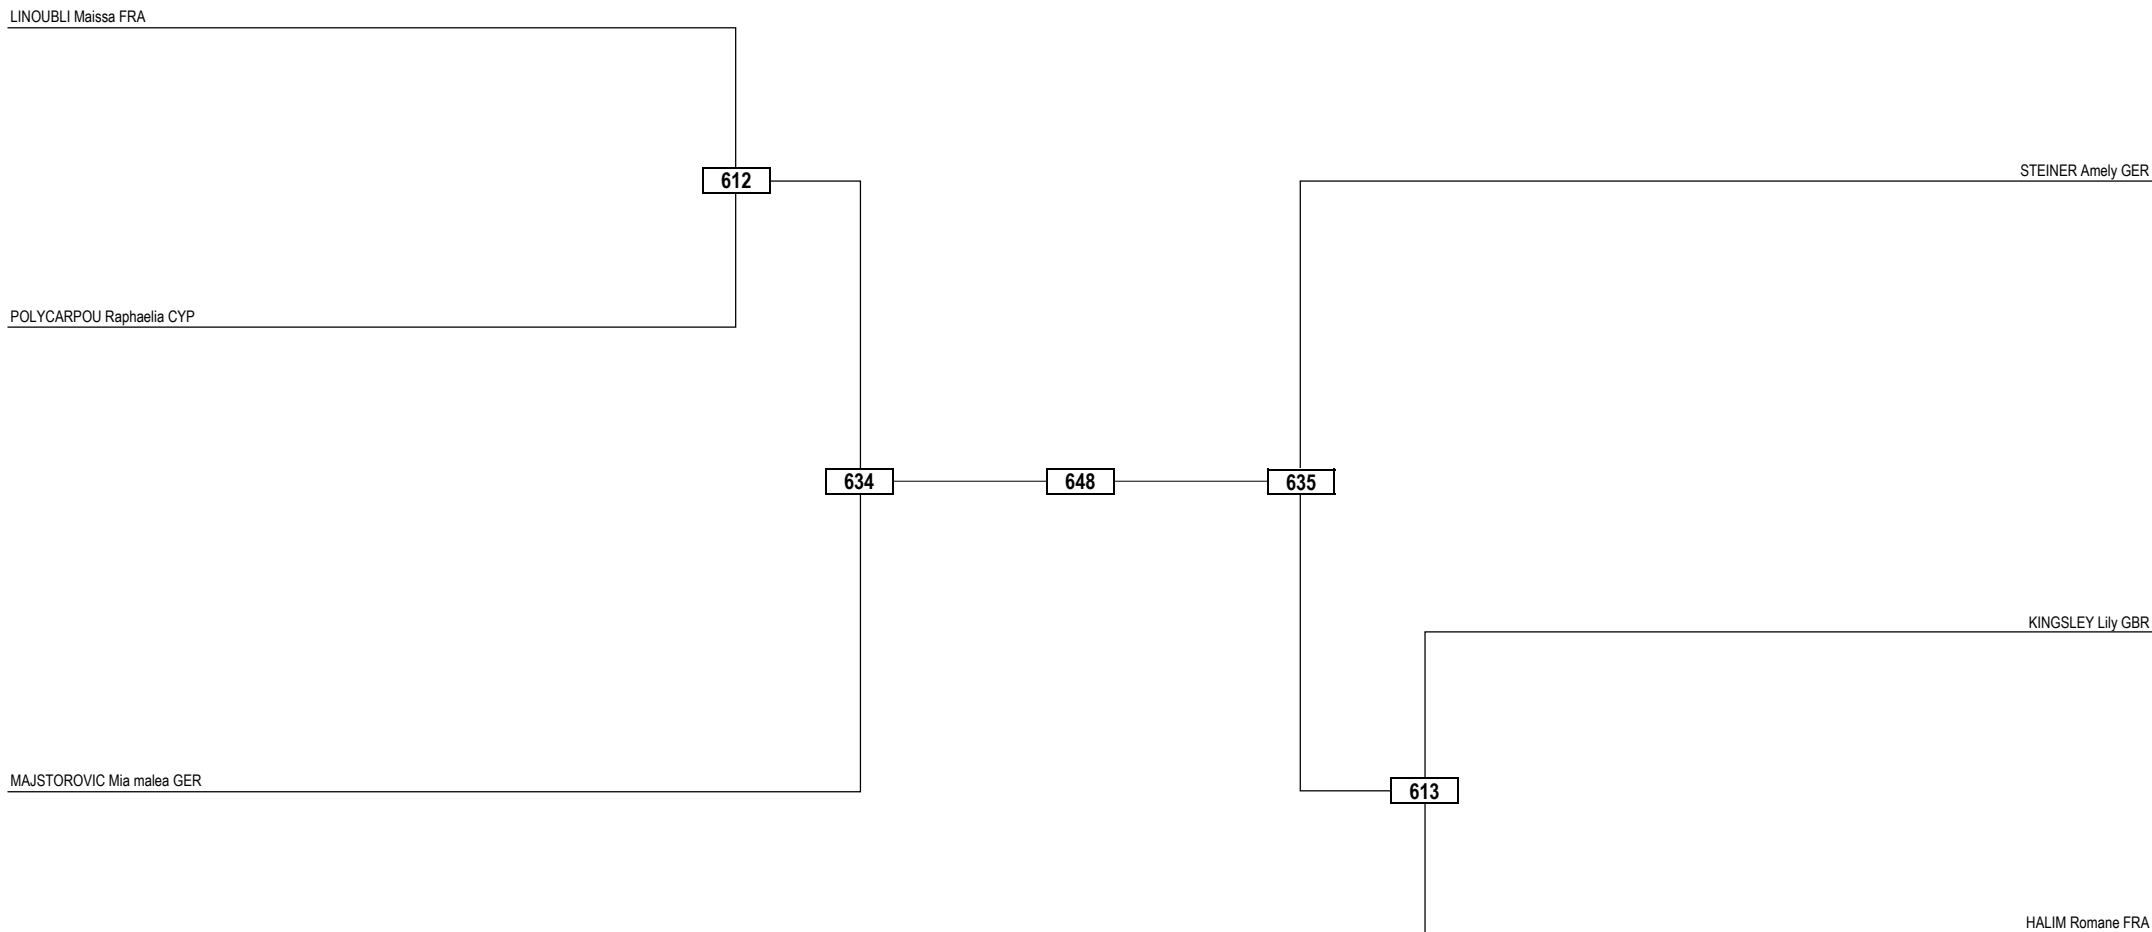 LINOUBLI Maissa FRA
612
STEINER Amely GER
POLYCARPOU Raphaelia CYP
634
648
635
KINGSLEY Lily GBR
MAJSTOROVIC Mia malea GER
613
HALIM Romane FRA